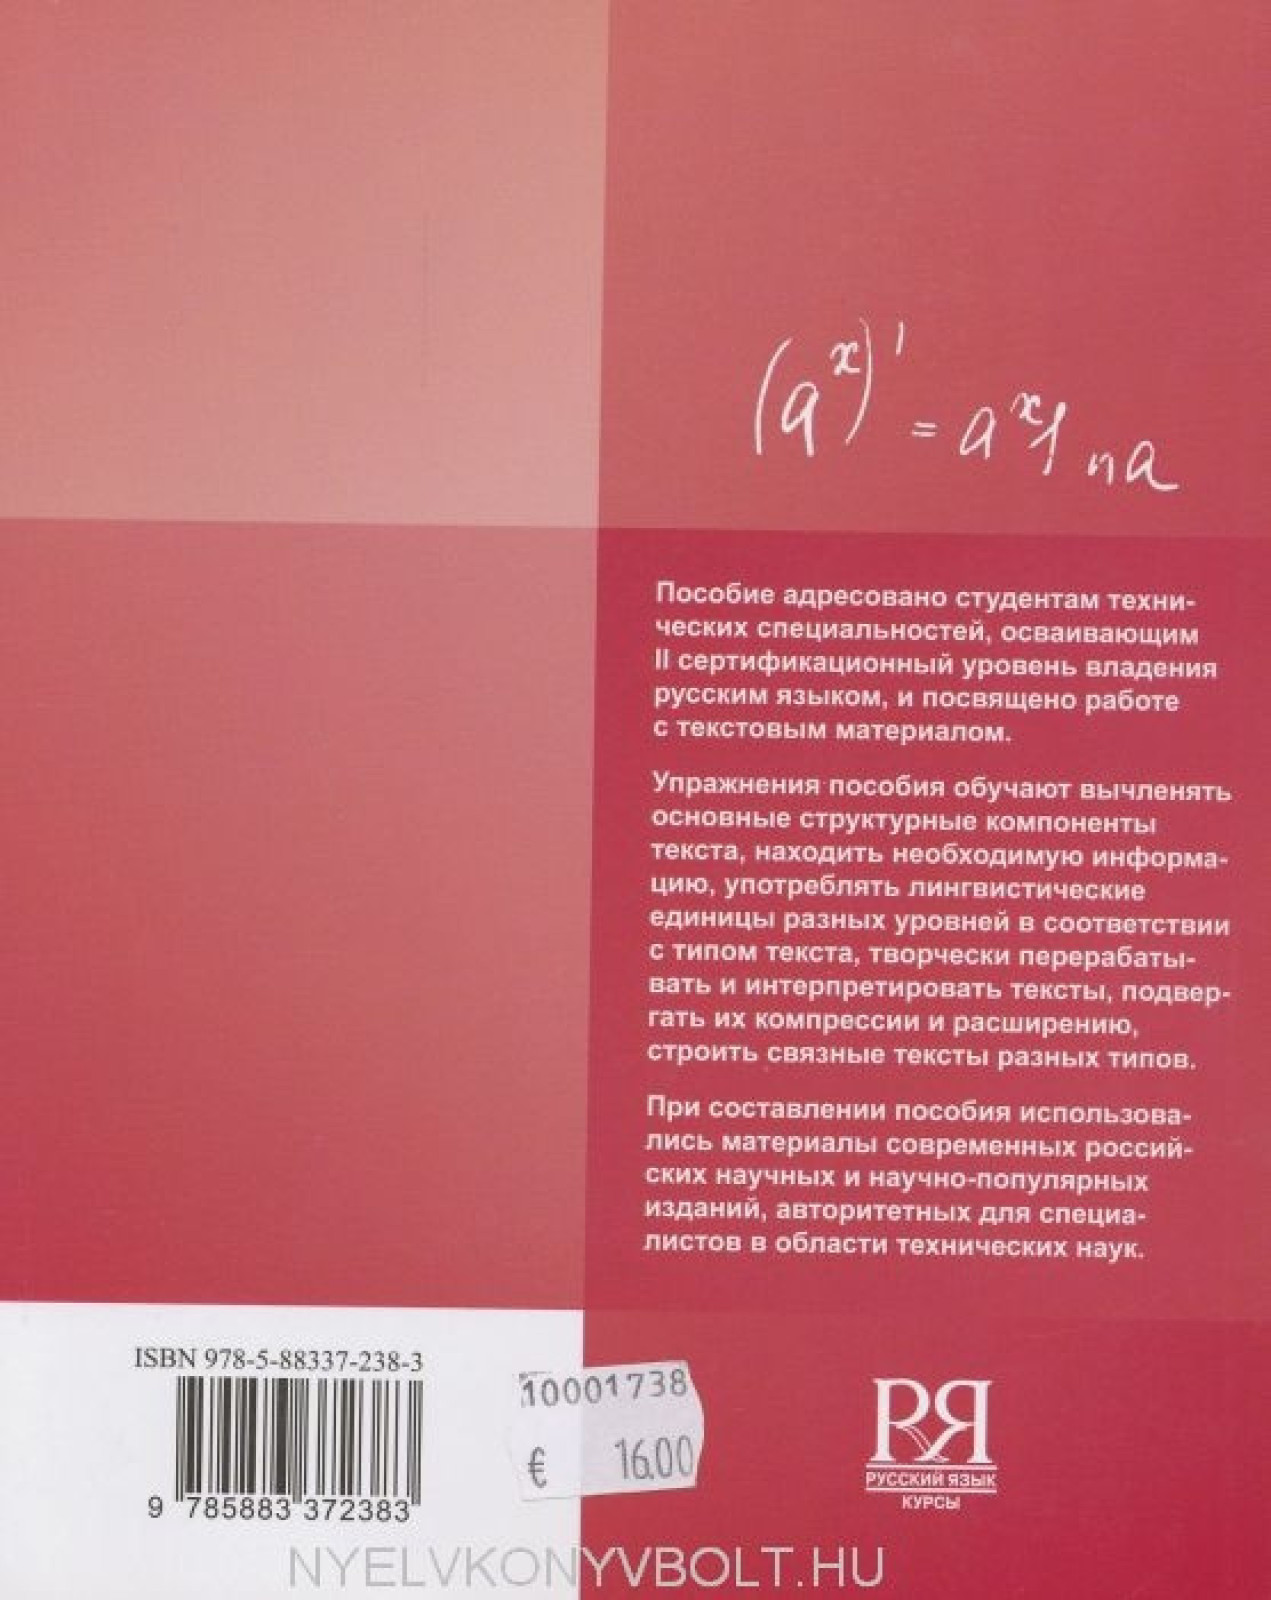 (aˣ)' = aˣlna
Пособие адресовано студентам техни-
ческих специальностей, осваивающим
II сертификационный уровень владения
русским языком, и посвящено работе
с текстовым материалом.
Упражнения пособия обучают вычленять
основные структурные компоненты
текста, находить необходимую информа-
цию, употреблять лингвистические
единицы разных уровней в соответствии
с типом текста, творчески перерабаты-
вать и интерпретировать тексты, подвер-
гать их компрессии и расширению,
строить связные тексты разных типов.
При составлении пособия использова-
лись материалы современных россий-
ских научных и научно-популярных
изданий, авторитетных для специа-
листов в области технических наук.
ISBN 978-5-88337-238-3
9 785883 372383
10001738
€ 16.00
РЯ
РУССКИЙ ЯЗЫК
КУРСЫ
NYELVKONYVBOLT.HU